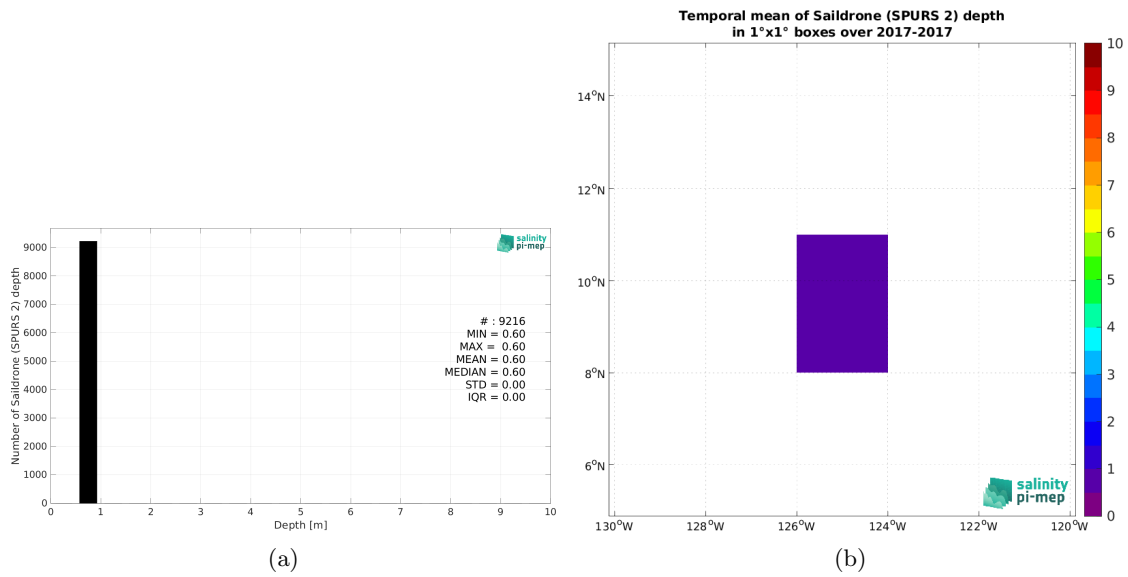 Number of Saildrone (SPURS 2) depth
9000
8000
7000
6000
5000
4000
3000
2000
1000
0
0 1 2 3 4 5 6 7 8 9 10
Depth [m]
salinity
pi-mep
# : 9216
MIN = 0.60
MAX = 0.60
MEAN = 0.60
MEDIAN = 0.60
STD = 0.00
IQR = 0.00
(a)
Temporal mean of Saildrone (SPURS 2) depth
in 1°x1° boxes over 2017-2017
14°N
12°N
10°N
8°N
6°N
130°W 128°W 126°W 124°W 122°W 120°W
salinity
pi-mep
10
9
8
7
6
5
4
3
2
1
0
(b)